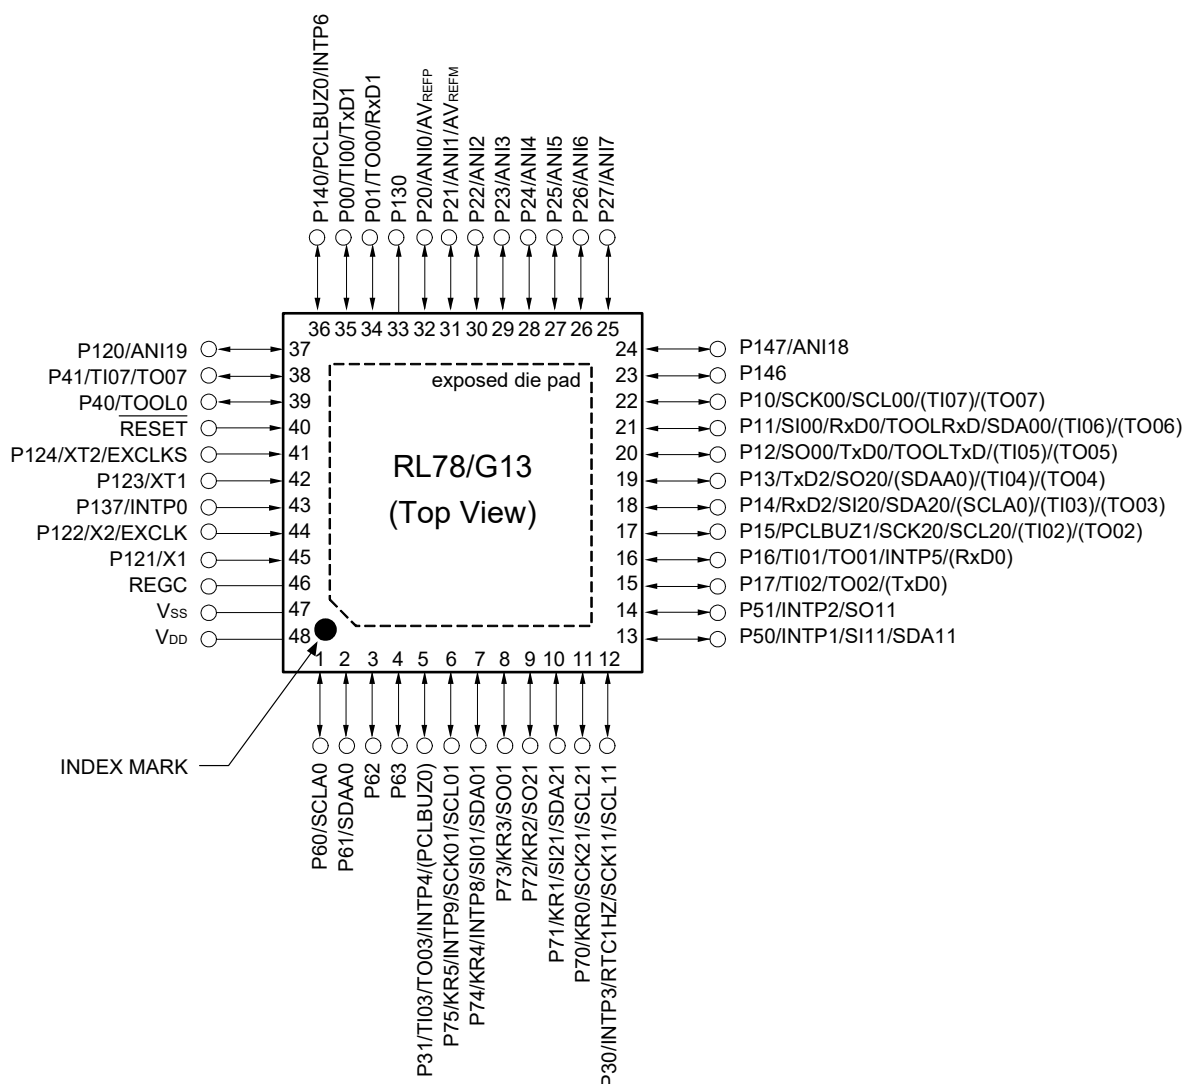 P140/PCLBUZ0/INTP6
P00/TI00/TxD1
P01/TO00/RxD1
P130
P20/ANI0/AVREFP
P21/ANI1/AVREFM
P22/ANI2
P23/ANI3
P24/ANI4
P25/ANI5
P26/ANI6
P27/ANI7
36 35 34 33 32 31 30 29 28 27 26 25
P120/ANI19 37
P41/TI07/TO07 38
P40/TOOL0 39
RESET 40
P124/XT2/EXCLKS 41
P123/XT1 42
P137/INTP0 43
P122/X2/EXCLK 44
P121/X1 45
REGC 46
VSS 47
VDD 48
exposed die pad
RL78/G13
(Top View)
24 P147/ANI18
23 P146
22 P10/SCK00/SCL00/(TI07)/(TO07)
21 P11/SI00/RxD0/TOOLRxD/SDA00/(TI06)/(TO06)
20 P12/SO00/TxD0/TOOLTxD/(TI05)/(TO05)
19 P13/TxD2/SO20/(SDAA0)/(TI04)/(TO04)
18 P14/RxD2/SI20/SDA20/(SCLA0)/(TI03)/(TO03)
17 P15/PCLBUZ1/SCK20/SCL20/(TI02)/(TO02)
16 P16/TI01/TO01/INTP5/(RxD0)
15 P17/TI02/TO02/(TxD0)
14 P51/INTP2/SO11
13 P50/INTP1/SI11/SDA11
1 2 3 4 5 6 7 8 9 10 11 12
INDEX MARK
P60/SCLA0
P61/SDAA0
P62
P63
P31/TI03/TO03/INTP4/(PCLBUZ0)
P75/KR5/INTP9/SCK01/SCL01
P74/KR4/INTP8/SI01/SDA01
P73/KR3/SO01
P72/KR2/SO21
P71/KR1/SI21/SDA21
P70/KR0/SCK21/SCL21
P30/INTP3/RTC1HZ/SCK11/SCL11